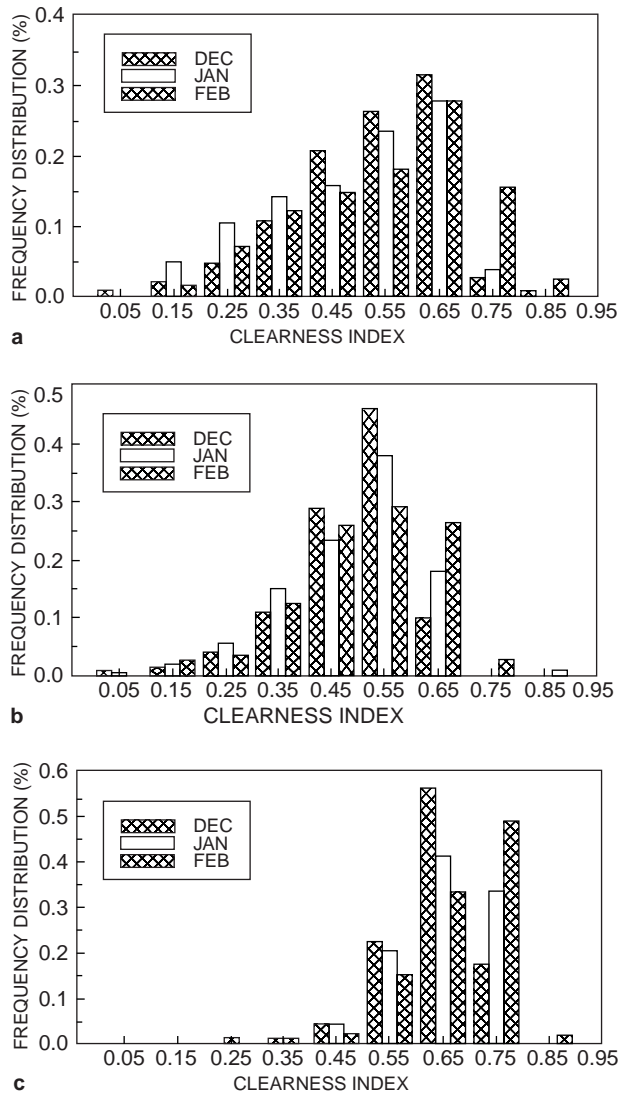 FREQUENCY DISTRIBUTION (%)
0.4
0.3
0.2
0.1
0.0
DEC
JAN
FEB
0.05 0.15 0.25 0.35 0.45 0.55 0.65 0.75 0.85 0.95
CLEARNESS INDEX
a
FREQUENCY DISTRIBUTION (%)
0.5
0.4
0.3
0.2
0.1
0.0
DEC
JAN
FEB
0.05 0.15 0.25 0.35 0.45 0.55 0.65 0.75 0.85 0.95
CLEARNESS INDEX
b
FREQUENCY DISTRIBUTION (%)
0.6
0.5
0.4
0.3
0.2
0.1
0.0
DEC
JAN
FEB
0.05 0.15 0.25 0.35 0.45 0.55 0.65 0.75 0.85 0.95
CLEARNESS INDEX
c